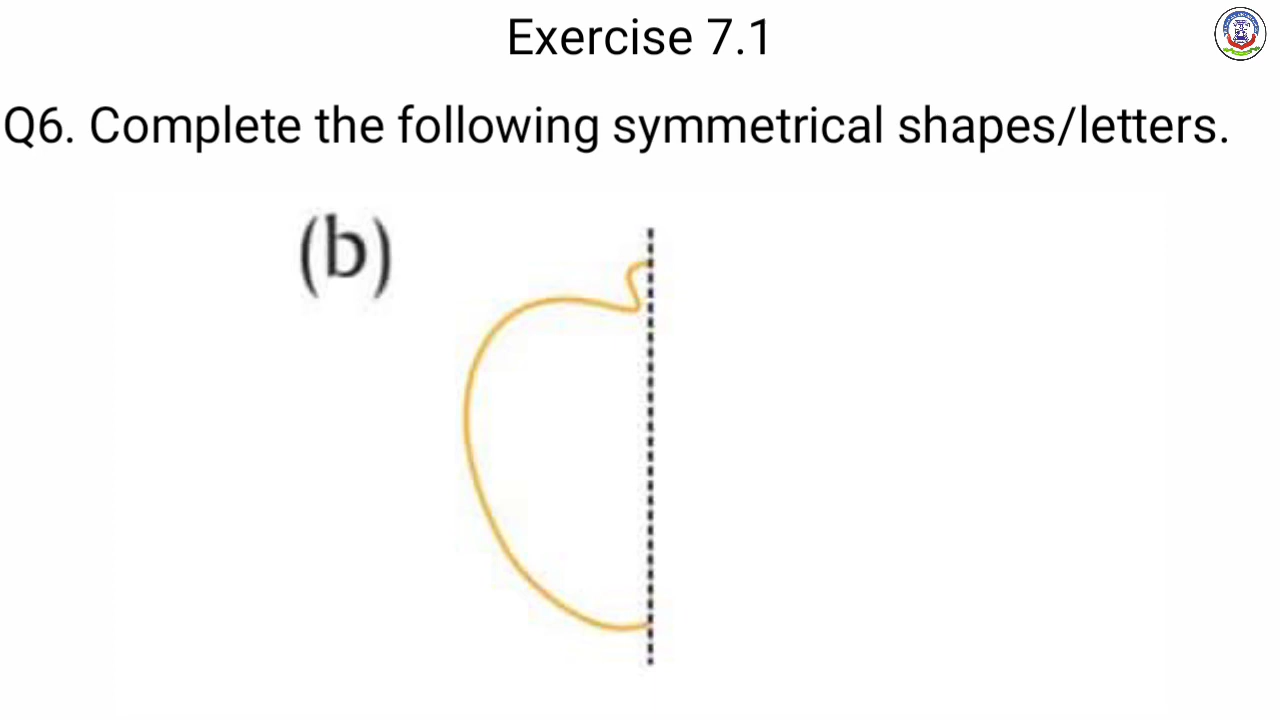 Exercise 7.1
Q6. Complete the following symmetrical shapes/letters.
(b)